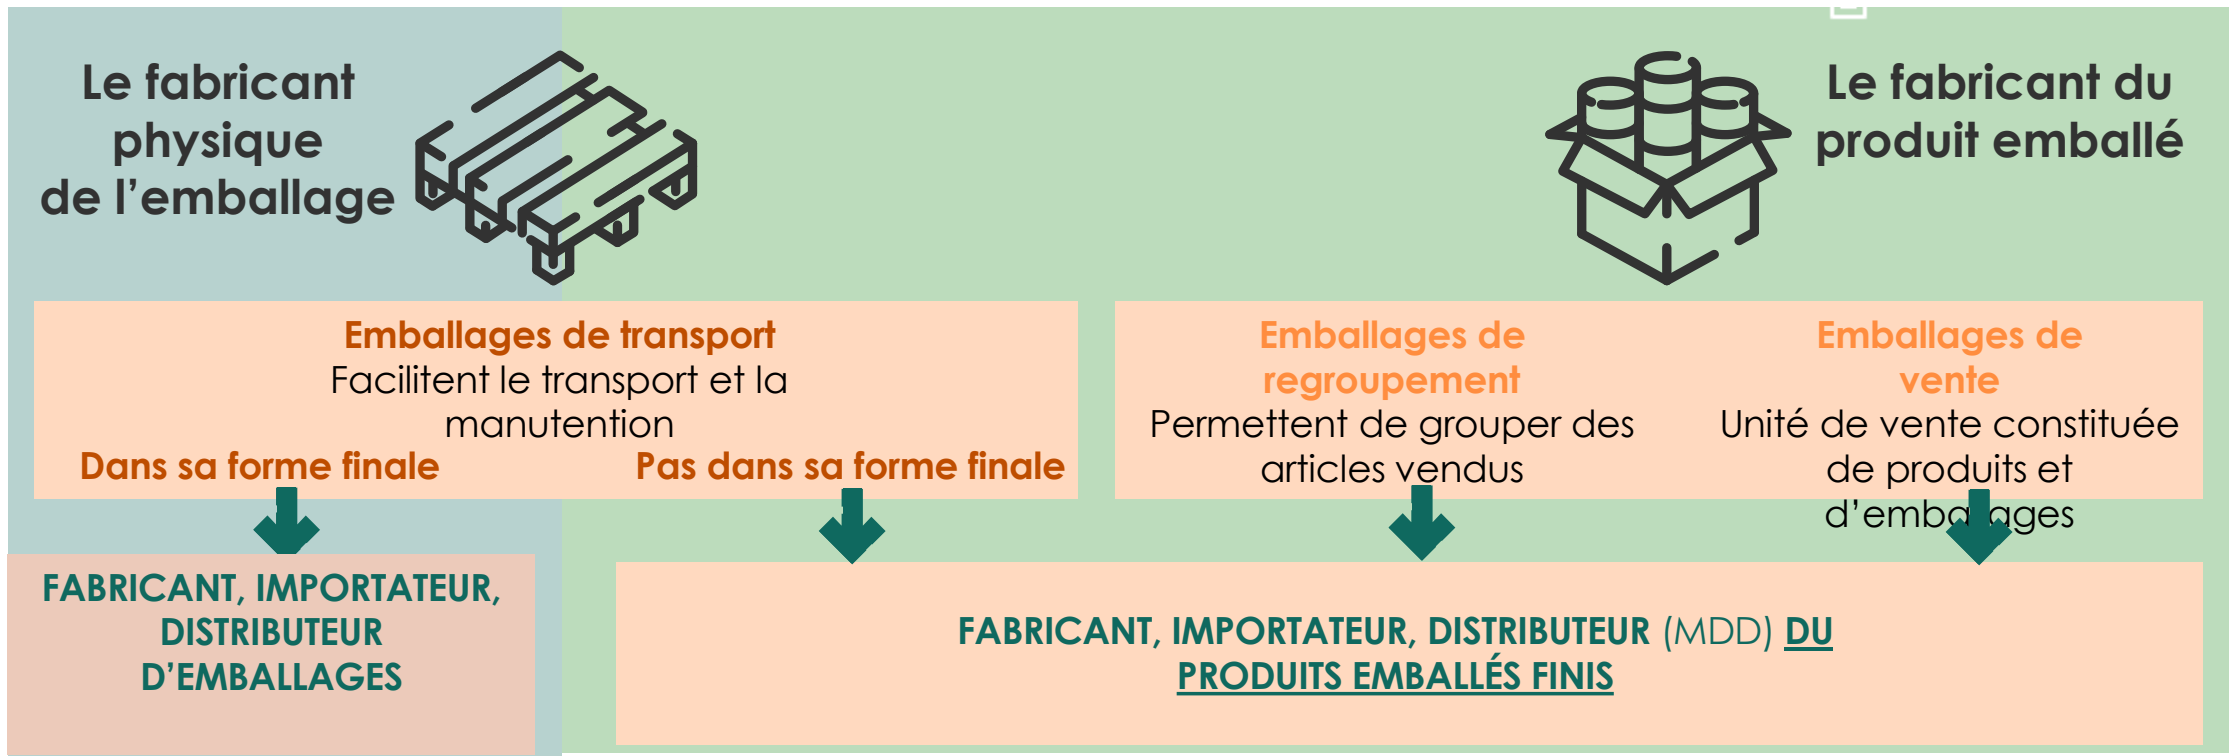 Le fabricant
physique
de l’emballage
Le fabricant du
produit emballé
Emballages de transport
Facilitent le transport et la
manutention
Dans sa forme finale
Pas dans sa forme finale
Emballages de
regroupement
Permettent de grouper des
articles vendus
Emballages de
vente
Unité de vente constituée
de produits et
d’emballages
FABRICANT, IMPORTATEUR,
DISTRIBUTEUR
D’EMBALLAGES
FABRICANT, IMPORTATEUR, DISTRIBUTEUR (MDD) DU
PRODUITS EMBALLÉS FINIS